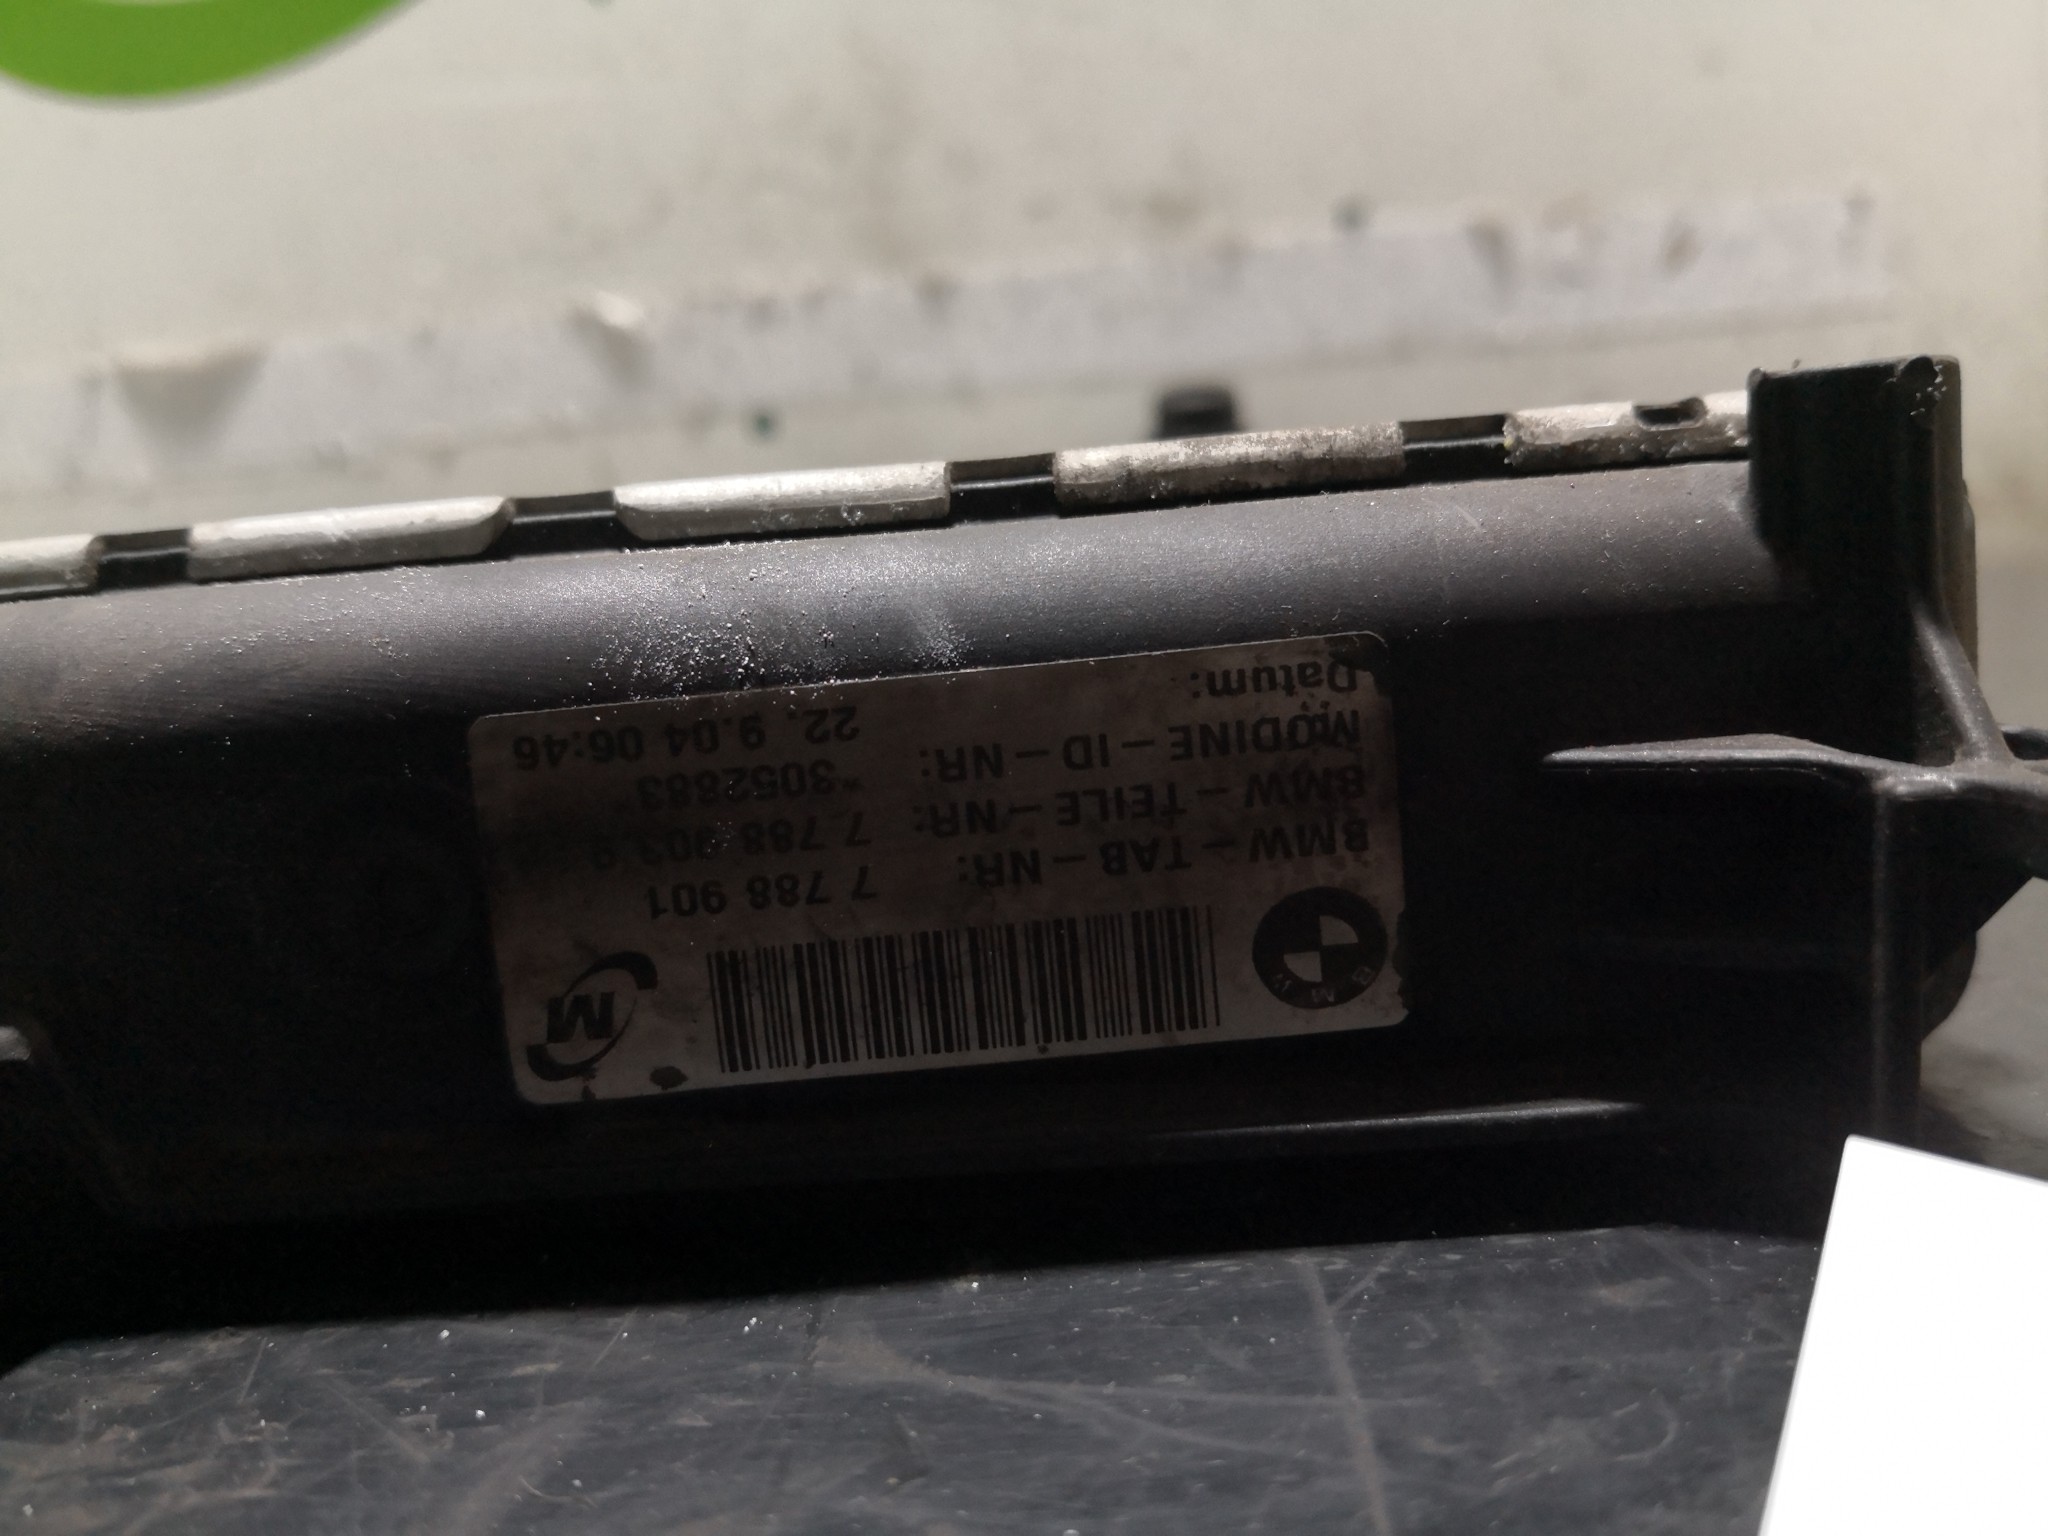 BMW
M
BMW – TAB – NR: 7 788 901
BMW – TEILE – NR: 7 788
MODINE – ID – NR: *3052883*
Datum: 22. 9.04 06:46